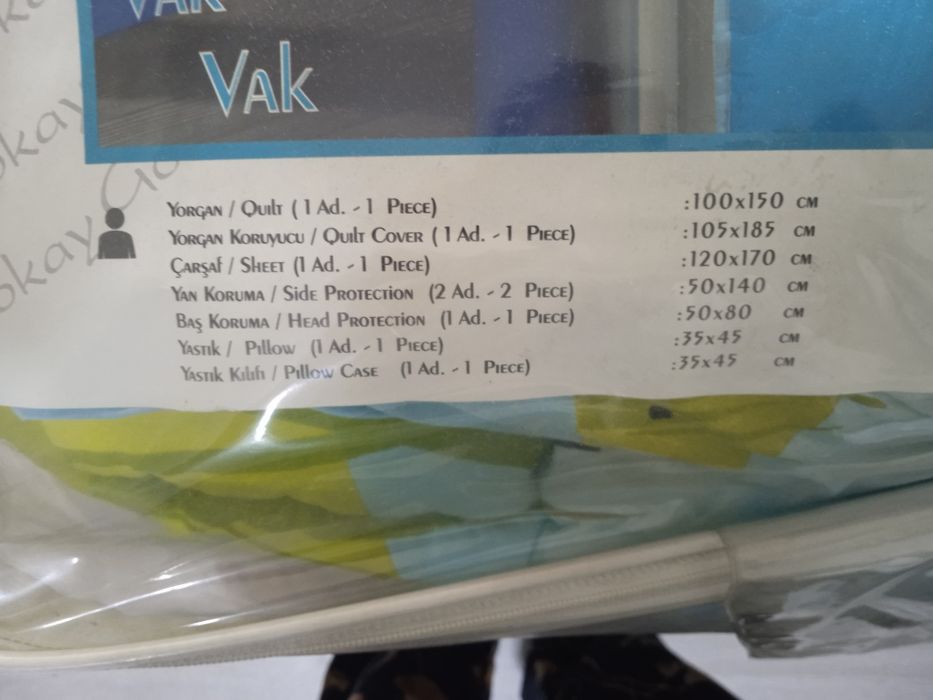 Vak
Vak
Yorgan / Quilt (1 Ad. - 1 Piece) :100x150 cm
Yorgan Koruyucu / Quilt Cover (1 Ad. - 1 Piece) :105x185 cm
Çarşaf / Sheet (1 Ad. - 1 Piece) :120x170 cm
Yan Koruma / Side Protection (2 Ad. - 2 Piece) :50x140 cm
Baş Koruma / Head Protection (1 Ad. - 1 Piece) :50x80 cm
Yastık / Pillow (1 Ad. - 1 Piece) :35x45 cm
Yastık Kılıfı / Pillow Case (1 Ad. - 1 Piece) :35x45 cm